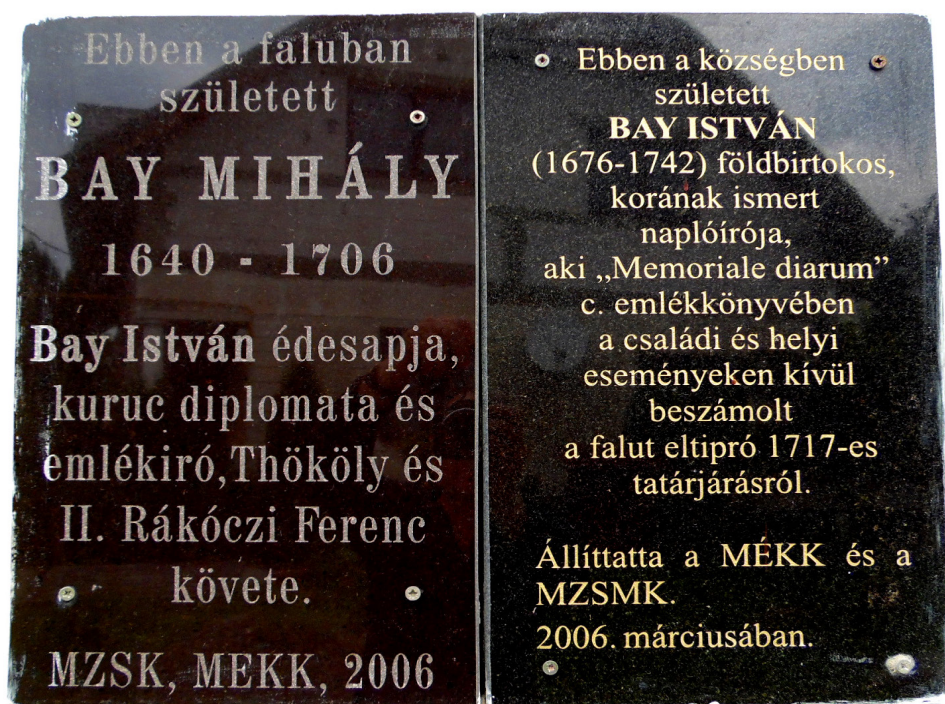 Ebben a faluban
született
BAY MIHÁLY
1640 - 1706
Bay István édesapja,
kuruc diplomata és
emlékiró, Thököly és
II. Rákóczi Ferenc
követe.
MZSK, MEKK, 2006
Ebben a községben
született
BAY ISTVÁN
(1676-1742) földbirtokos,
korának ismert
naplóírója,
aki „Memoriale diarum”
c. emlékkönyvében
a családi és helyi
eseményeken kívül
beszámolt
a falut eltipró 1717-es
tatárjárásról.
Állíttatta a MÉKK és a
MZSMK.
2006. márciusában.